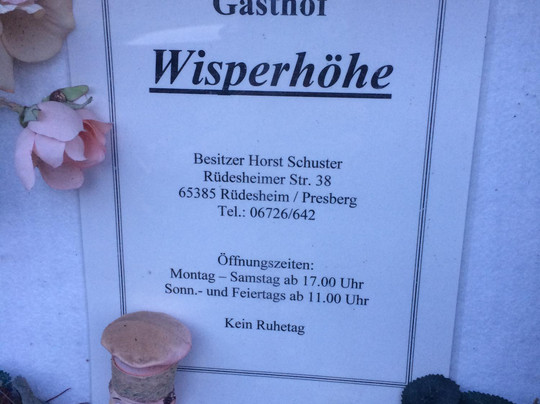 Gasthof
Wisperhöhe
Besitzer Horst Schuster
Rüdesheimer Str. 38
65385 Rüdesheim / Presberg
Tel.: 06726/642
Öffnungszeiten:
Montag – Samstag ab 17.00 Uhr
Sonn.- und Feiertags ab 11.00 Uhr
Kein Ruhetag